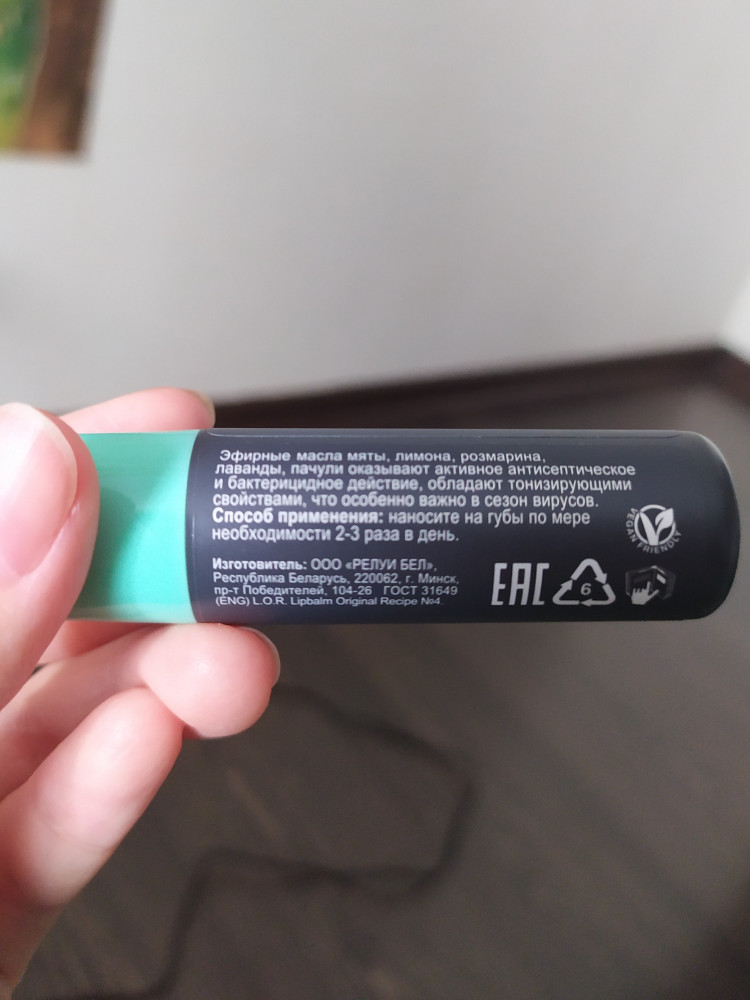 Эфирные масла мяты, лимона, розмарина,
лаванды, пачули оказывают активное антисептическое
и бактерицидное действие, обладают тонизирующими
свойствами, что особенно важно в сезон вирусов.
Способ применения: наносите на губы по мере
необходимости 2-3 раза в день.
Изготовитель: ООО «РЕЛУИ БЕЛ»,
Республика Беларусь, 220062, г. Минск,
пр-т Победителей, 104-26 ГОСТ 31649
(ENG) L.O.R. Lipbalm Original Recipe №4.
VEGAN FRIENDLY
EAC
6